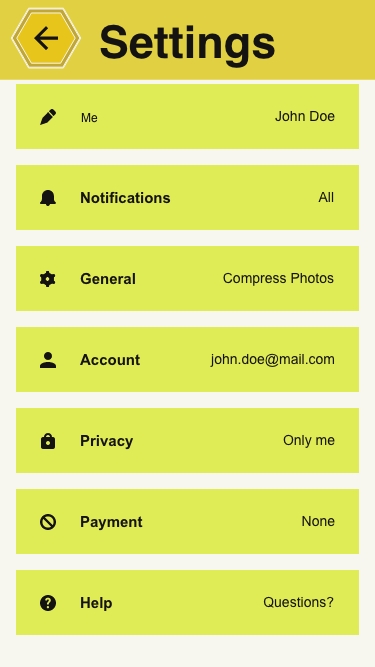 Settings
Me John Doe
Notifications All
General Compress Photos
Account john.doe@mail.com
Privacy Only me
Payment None
Help Questions?